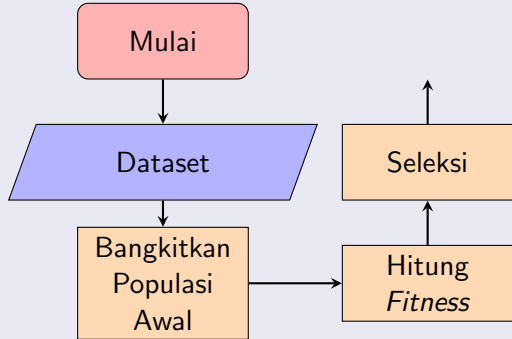 Mulai
Dataset
Bangkitkan
Populasi
Awal
Hitung
Fitness
Seleksi